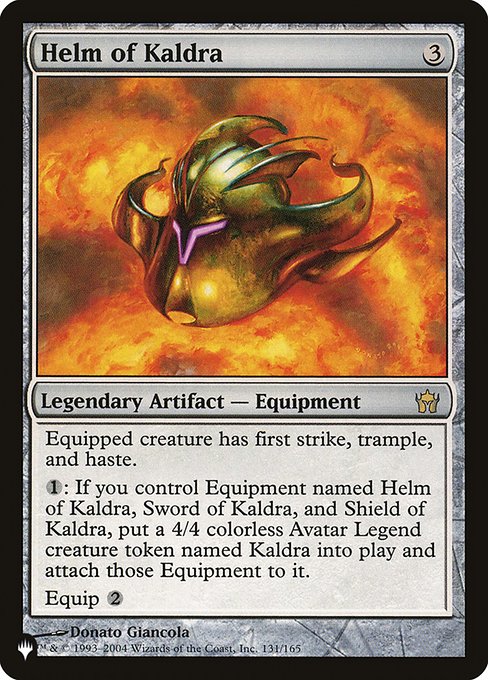 Helm of Kaldra 3
Legendary Artifact — Equipment
Equipped creature has first strike, trample,
and haste.
1: If you control Equipment named Helm
of Kaldra, Sword of Kaldra, and Shield of
Kaldra, put a 4/4 colorless Avatar Legend
creature token named Kaldra into play and
attach those Equipment to it.
Equip 2
Donato Giancola
& © 1993–2004 Wizards of the Coast, Inc. 131/165